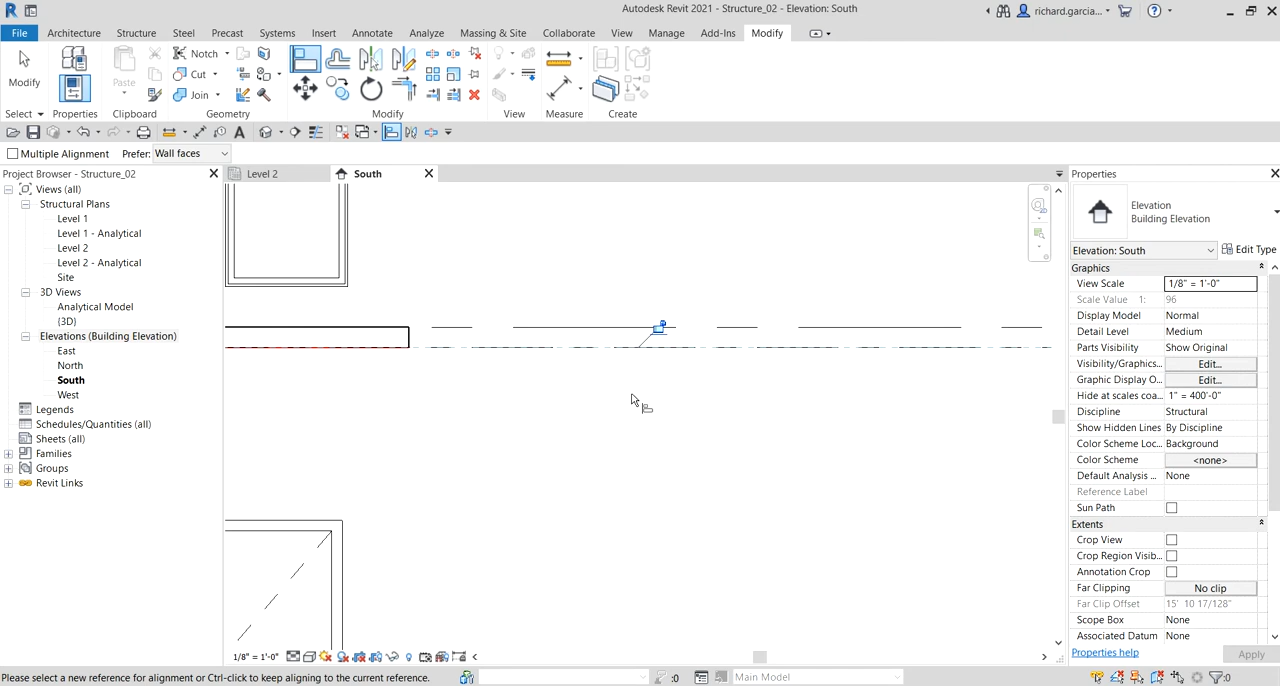 Autodesk Revit 2021 - Structure_02 - Elevation: South
richard.garcia...
File Architecture Structure Steel Precast Systems Insert Annotate Analyze Massing & Site Collaborate View Manage Add-Ins Modify
Modify
Paste
Notch
Cut
Join
Select Properties Clipboard Geometry Modify View Measure Create
Multiple Alignment Prefer: Wall faces
Project Browser - Structure_02
Views (all)
Structural Plans
Level 1
Level 1 - Analytical
Level 2
Level 2 - Analytical
Site
3D Views
Analytical Model
{3D}
Elevations (Building Elevation)
East
North
South
West
Legends
Schedules/Quantities (all)
Sheets (all)
Families
Groups
Revit Links
Level 2
South
2D
1/8" = 1'-0"
Properties
Elevation
Building Elevation
Elevation: South Edit Type
Graphics
View Scale 1/8" = 1'-0"
Scale Value 1: 96
Display Model Normal
Detail Level Medium
Parts Visibility Show Original
Visibility/Graphics... Edit...
Graphic Display O... Edit...
Hide at scales coa... 1" = 400'-0"
Discipline Structural
Show Hidden Lines By Discipline
Color Scheme Loc... Background
Color Scheme <none>
Default Analysis ... None
Reference Label
Sun Path
Extents
Crop View
Crop Region Visib...
Annotation Crop
Far Clipping No clip
Far Clip Offset 15' 10 17/128"
Scope Box None
Associated Datum None
Properties help Apply
Please select a new reference for alignment or Ctrl-click to keep aligning to the current reference.
:0
Main Model
:0